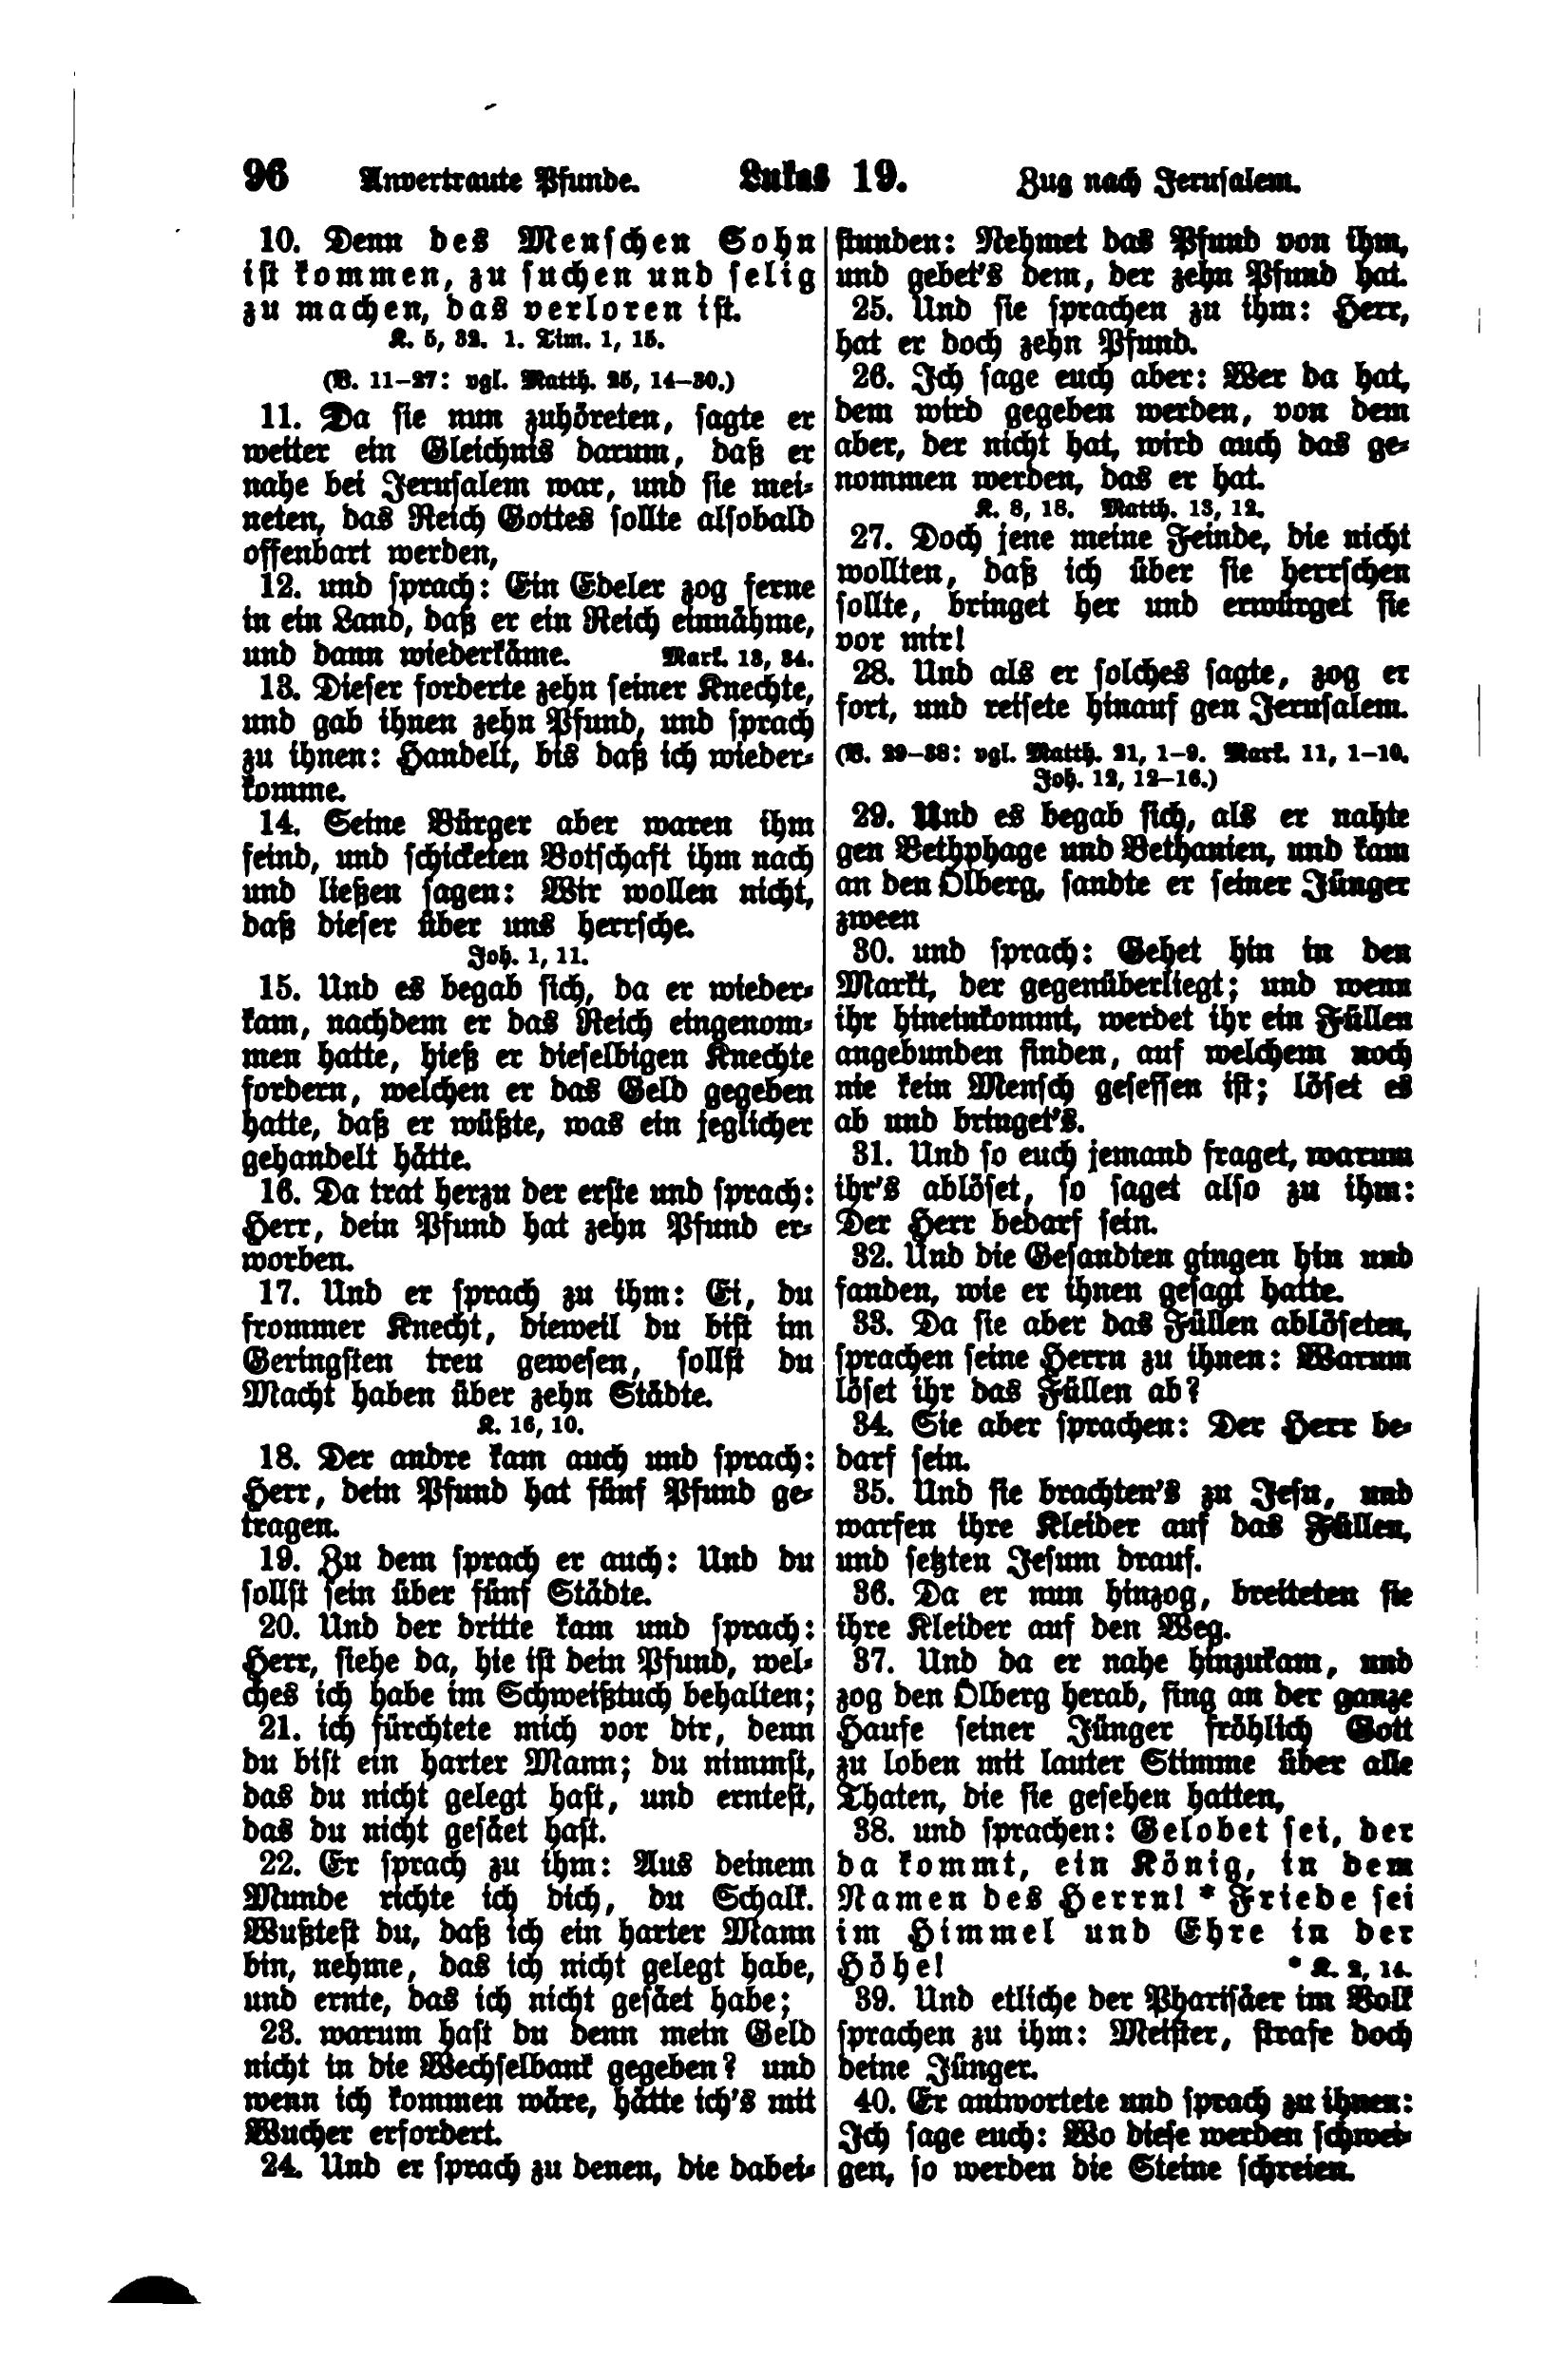 96 Anvertraute Pfunde. Lukas 19. Zug nach Jerusalem.
10. Denn des Menschen Sohn
ist kommen, zu suchen und selig
zu machen, das verloren ist.
K. 5, 32. 1. Tim. 1, 15.
(V. 11–27: vgl. Matth. 25, 14–30.)
11. Da sie nun zuhöreten, sagte er
weiter ein Gleichnis darum, daß er
nahe bei Jerusalem war, und sie mei-
neten, das Reich Gottes sollte alsobald
offenbart werden,
12. und sprach: Ein Edeler zog ferne
in ein Land, daß er ein Reich einnähme,
und dann wiederkäme. Mark. 13, 34.
13. Dieser forderte zehn seiner Knechte,
und gab ihnen zehn Pfund, und sprach
zu ihnen: Handelt, bis daß ich wieder-
komme.
14. Seine Bürger aber waren ihm
feind, und schicketen Botschaft ihm nach
und ließen sagen: Wir wollen nicht,
daß dieser über uns herrsche.
Joh. 1, 11.
15. Und es begab sich, da er wieder-
kam, nachdem er das Reich eingenom-
men hatte, hieß er dieselbigen Knechte
fordern, welchen er das Geld gegeben
hatte, daß er wüßte, was ein jeglicher
gehandelt hätte.
16. Da trat herzu der erste und sprach:
Herr, dein Pfund hat zehn Pfund er-
worben.
17. Und er sprach zu ihm: Ei, du
frommer Knecht, dieweil du bist im
Geringsten treu gewesen, sollst du
Macht haben über zehn Städte.
K. 16, 10.
18. Der andre kam auch und sprach:
Herr, dein Pfund hat fünf Pfund ge-
tragen.
19. Zu dem sprach er auch: Und du
sollst sein über fünf Städte.
20. Und der dritte kam und sprach:
Herr, siehe da, hie ist dein Pfund, wel-
ches ich habe im Schweißtuch behalten;
21. ich fürchtete mich vor dir, denn
du bist ein harter Mann; du nimmst,
das du nicht gelegt hast, und erntest,
das du nicht gesäet hast.
22. Er sprach zu ihm: Aus deinem
Munde richte ich dich, du Schalk.
Wußtest du, daß ich ein harter Mann
bin, nehme, das ich nicht gelegt habe,
und ernte, das ich nicht gesäet habe;
23. warum hast du denn mein Geld
nicht in die Wechselbank gegeben? und
wenn ich kommen wäre, hätte ich's mit
Wucher erfordert.
24. Und er sprach zu denen, die dabei-
stunden: Nehmet das Pfund von ihm,
und gebet's dem, der zehn Pfund hat.
25. Und sie sprachen zu ihm: Herr,
hat er doch zehn Pfund.
26. Ich sage euch aber: Wer da hat,
dem wird gegeben werden, von dem
aber, der nicht hat, wird auch das ge-
nommen werden, das er hat.
K. 8, 18. Matth. 13, 12.
27. Doch jene meine Feinde, die nicht
wollten, daß ich über sie herrschen
sollte, bringet her und erwürget sie
vor mir!
28. Und als er solches sagte, zog er
fort, und reisete hinauf gen Jerusalem.
(V. 29–38: vgl. Matth. 21, 1–9. Mark. 11, 1–10.
Joh. 12, 12–16.)
29. Und es begab sich, als er nahte
gen Bethphage und Bethanien, und kam
an den Ölberg, sandte er seiner Jünger
zween
30. und sprach: Gehet hin in den
Markt, der gegenüberliegt; und wenn
ihr hineinkommt, werdet ihr ein Füllen
angebunden finden, auf welchem noch
nie kein Mensch gesessen ist; löset es
ab und bringet's.
31. Und so euch jemand fraget, warum
ihr's ablöset, so saget also zu ihm:
Der Herr bedarf sein.
32. Und die Gesandten gingen hin und
fanden, wie er ihnen gesagt hatte.
33. Da sie aber das Füllen ablöseten,
sprachen seine Herrn zu ihnen: Warum
löset ihr das Füllen ab?
34. Sie aber sprachen: Der Herr be-
darf sein.
35. Und sie brachten's zu Jesu, und
warfen ihre Kleider auf das Füllen,
und setzten Jesum drauf.
36. Da er nun hinzog, breiteten sie
ihre Kleider auf den Weg.
37. Und da er nahe hinzukam, und
zog den Ölberg herab, fing an der ganze
Haufe seiner Jünger fröhlich Gott
zu loben mit lauter Stimme über alle
Thaten, die sie gesehen hatten,
38. und sprachen: Gelobet sei, der
da kommt, ein König, in dem
Namen des Herrn! * Friede sei
im Himmel und Ehre in der
Höhe! * K. 2, 14.
39. Und etliche der Pharisäer im Volk
sprachen zu ihm: Meister, strafe doch
deine Jünger.
40. Er antwortete und sprach zu ihnen:
Ich sage euch: Wo diese werden schwei-
gen, so werden die Steine schreien.